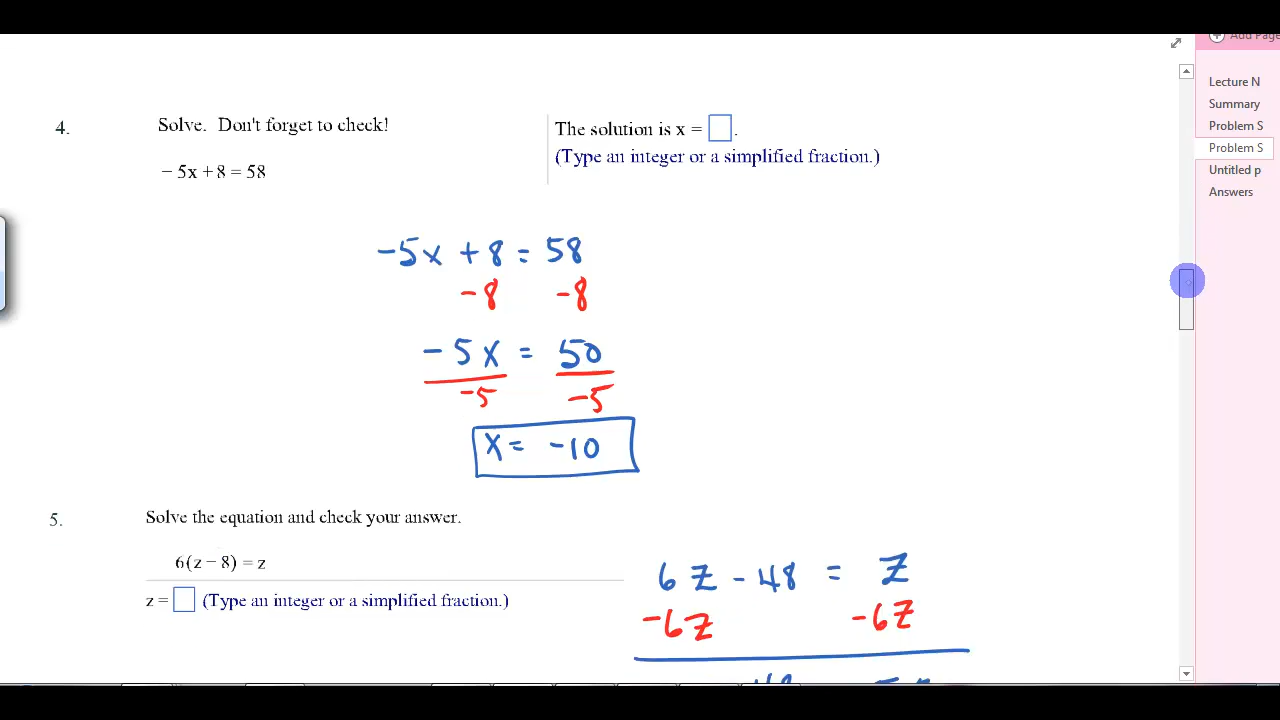 Add Page
Lecture N
Summary
Problem S
Problem S
Untitled p
Answers
4.
Solve. Don't forget to check!
− 5x + 8 = 58
The solution is x = .
(Type an integer or a simplified fraction.)
-5x + 8 = 58
-8 -8
-5x = 50
-5 -5
x = -10
5.
Solve the equation and check your answer.
6(z − 8) = z
z = (Type an integer or a simplified fraction.)
6z - 48 = z
-6z -6z